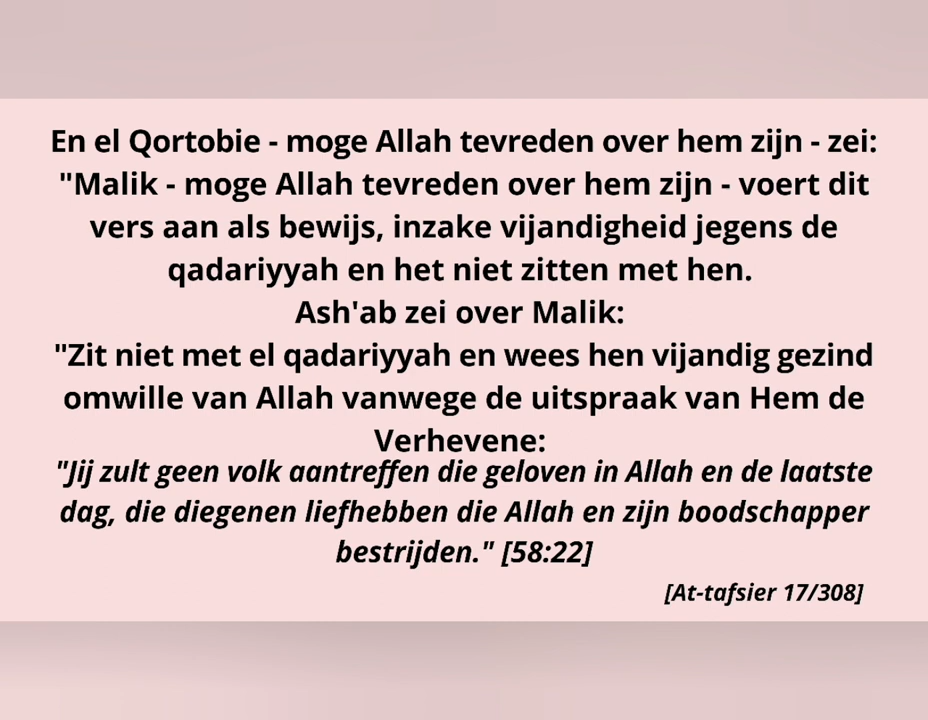 En el Qortobie - moge Allah tevreden over hem zijn - zei:
"Malik - moge Allah tevreden over hem zijn - voert dit
vers aan als bewijs, inzake vijandigheid jegens de
qadariyyah en het niet zitten met hen.
Ash'ab zei over Malik:
"Zit niet met el qadariyyah en wees hen vijandig gezind
omwille van Allah vanwege de uitspraak van Hem de
Verhevene:
"Jij zult geen volk aantreffen die geloven in Allah en de laatste
dag, die diegenen liefhebben die Allah en zijn boodschapper
bestrijden." [58:22]
[At-tafsier 17/308]